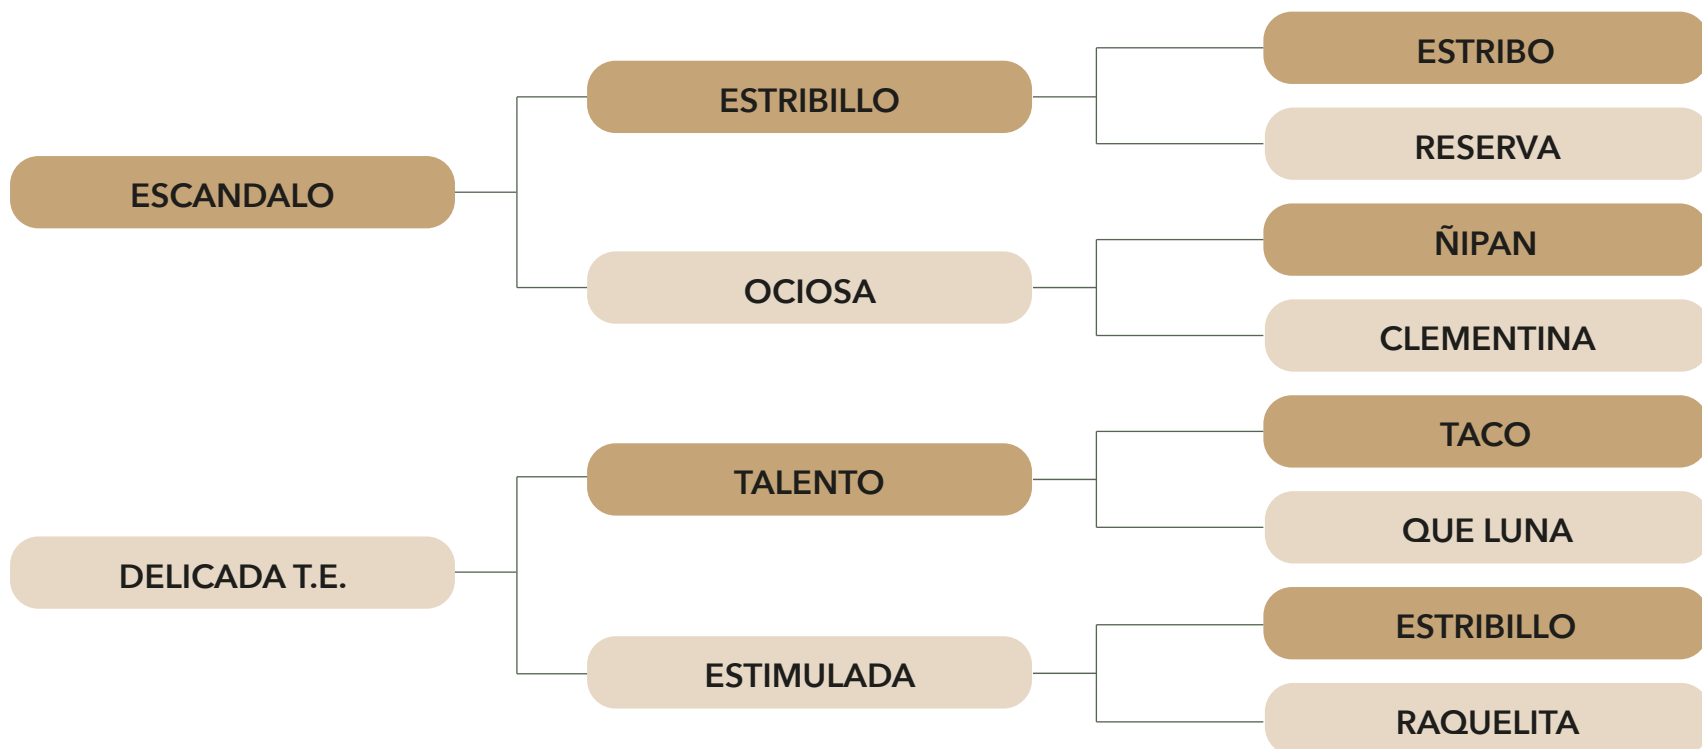 ESTRIBO
ESTRIBILLO
RESERVA
ESCANDALO
ÑIPAN
OCIOSA
CLEMENTINA
TACO
TALENTO
QUE LUNA
DELICADA T.E.
ESTRIBILLO
ESTIMULADA
RAQUELITA